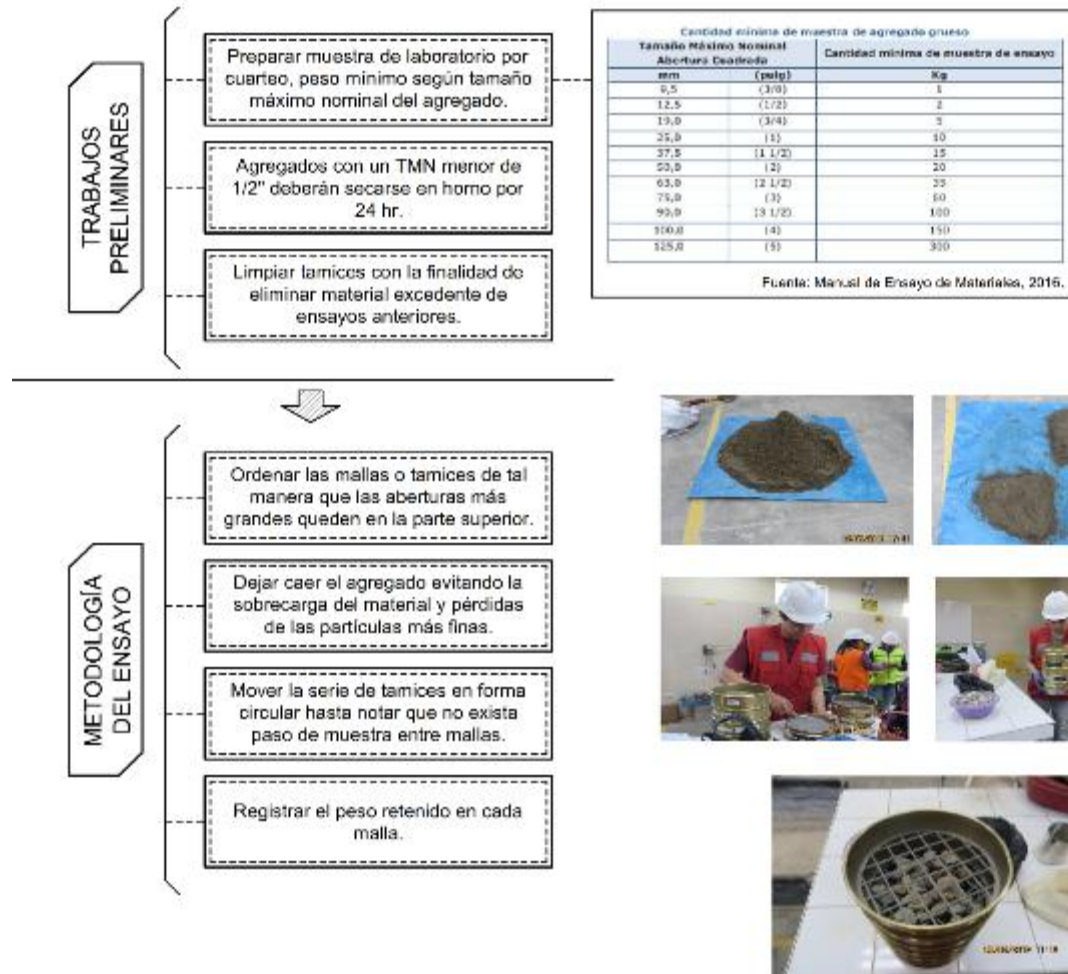 TRABAJOS
PRELIMINARES
Preparar muestra de laboratorio por
cuarteo, peso mínimo según tamaño
máximo nominal del agregado.
Agregados con un TMN menor de
1/2" deberán secarse en horno por
24 hr.
Limpiar tamices con la finalidad de
eliminar material excedente de
ensayos anteriores.
Cantidad mínima de muestra de agregado grueso
Tamaño Máximo Nominal
Abertura Cuadrada
Cantidad mínima de muestra de ensayo
mm (pulg) Kg
9,5 (3/8) 1
12,5 (1/2) 2
19,0 (3/4) 5
25,0 (1) 10
37,5 (1 1/2) 15
50,0 (2) 20
63,0 (2 1/2) 35
75,0 (3) 60
90,0 (3 1/2) 100
100,0 (4) 150
125,0 (5) 300
Fuente: Manual de Ensayo de Materiales, 2016.
METODOLOGÍA
DEL ENSAYO
Ordenar las mallas o tamices de tal
manera que las aberturas más
grandes queden en la parte superior.
Dejar caer el agregado evitando la
sobrecarga del material y pérdidas
de las partículas más finas.
Mover la serie de tamices en forma
circular hasta notar que no exista
paso de muestra entre mallas.
Registrar el peso retenido en cada
malla.